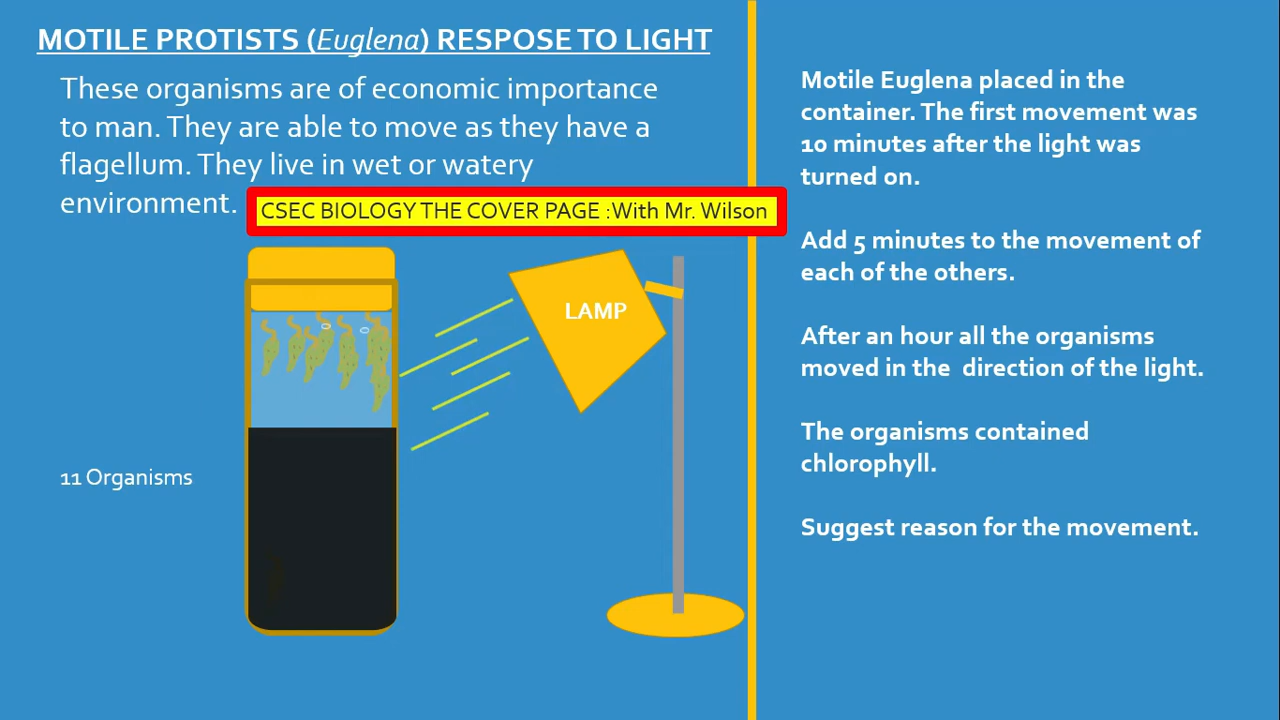 MOTILE PROTISTS (Euglena) RESPOSE TO LIGHT
These organisms are of economic importance
to man. They are able to move as they have a
flagellum. They live in wet or watery
environment.
CSEC BIOLOGY THE COVER PAGE :With Mr. Wilson
LAMP
11 Organisms
Motile Euglena placed in the
container. The first movement was
10 minutes after the light was
turned on.
Add 5 minutes to the movement of
each of the others.
After an hour all the organisms
moved in the  direction of the light.
The organisms contained
chlorophyll.
Suggest reason for the movement.